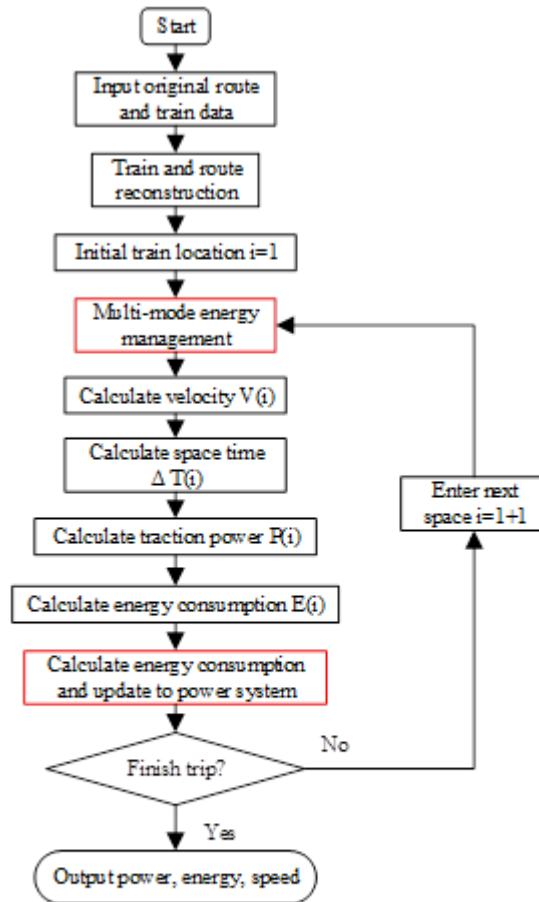 Start
Input original route
and train data
Train and route
reconstruction
Initial train location i=1
Multi-mode energy
management
Calculate velocity V(i)
Calculate space time
Δ T(i)
Calculate traction power P(i)
Calculate energy consumption E(i)
Calculate energy consumption
and update to power system
Finish trip?
No
Enter next
space i=1+1
Yes
Output power, energy, speed